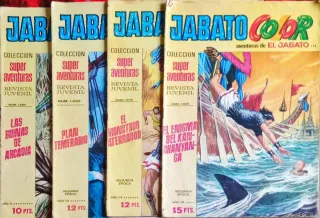 JABATO
COLECCION
super
aventuras
REVISTA
JUVENIL
LAS
RUINAS
DE
ARCADIA
10 PTS.
JABATO
COLECCION
super
aventuras
REVISTA
JUVENIL
PLAN
TEMERARIO
SEGUNDA
EPOCA
12 PTS.
JABATO
COLECCION
super
aventuras
REVISTA
JUVENIL
EL
MONSTRUO
ATERRADOR
SEGUNDA
EPOCA
12 PTS.
JABATO COLOR
aventuras de EL JABATO
COLECCION
super
aventuras
REVISTA
JUVENIL
EL ENIGMA
DEL KAN-
CHANYAN-
GA
SEGUNDA
EPOCA
15 PTS.